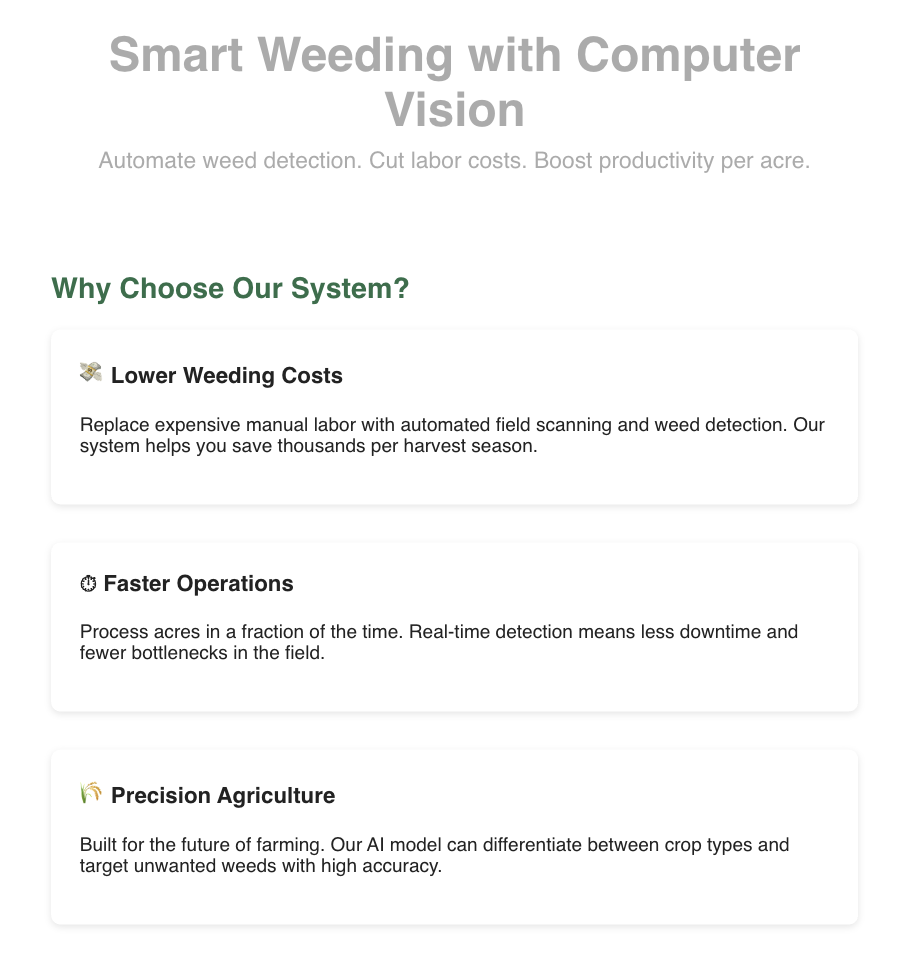 Smart Weeding with Computer
Vision
Automate weed detection. Cut labor costs. Boost productivity per acre.
Why Choose Our System?
💸 Lower Weeding Costs
Replace expensive manual labor with automated field scanning and weed detection. Our
system helps you save thousands per harvest season.
⏱ Faster Operations
Process acres in a fraction of the time. Real-time detection means less downtime and
fewer bottlenecks in the field.
🌾 Precision Agriculture
Built for the future of farming. Our AI model can differentiate between crop types and
target unwanted weeds with high accuracy.